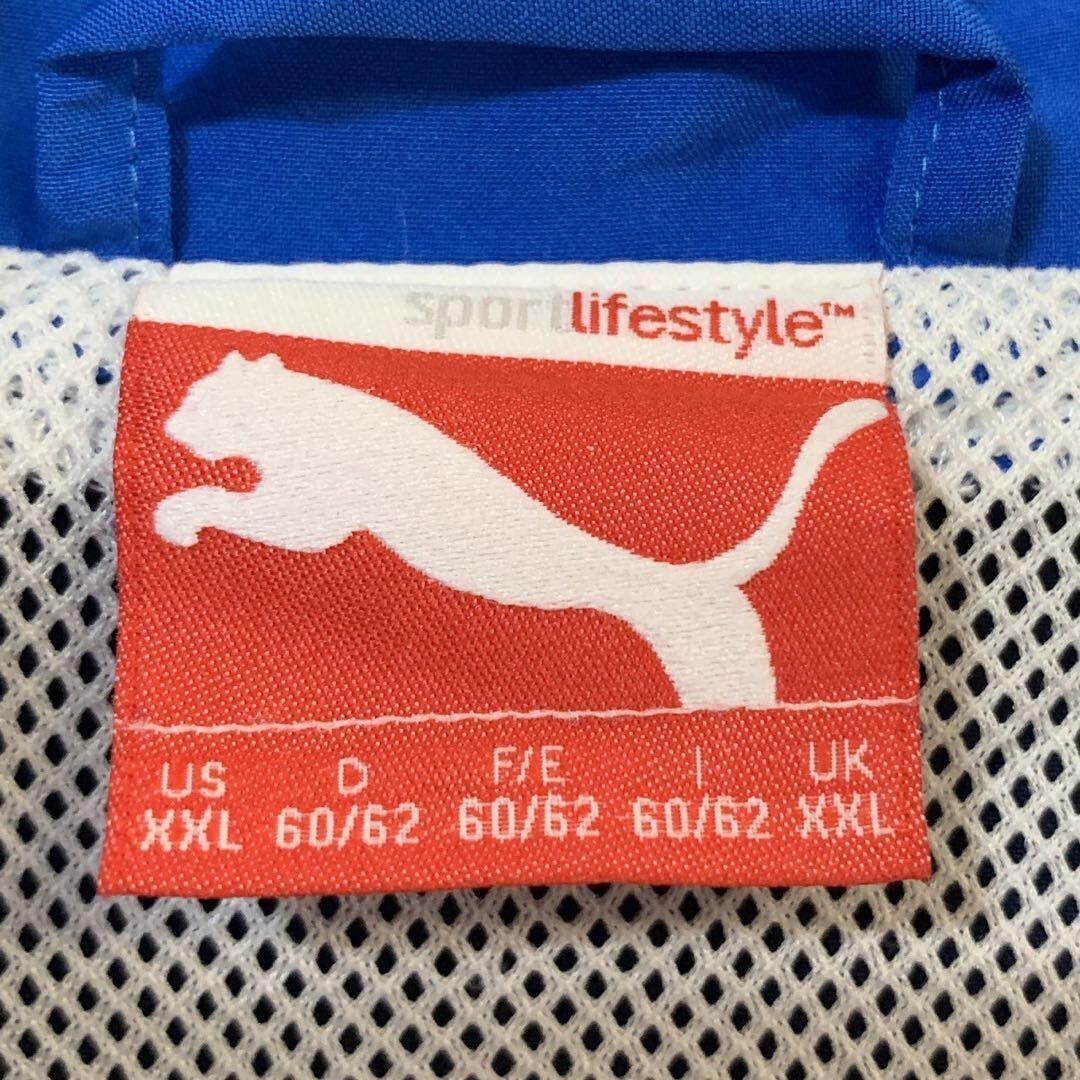 sportlifestyle™
US D F/E I UK
XXL 60/62 60/62 60/62 XXL